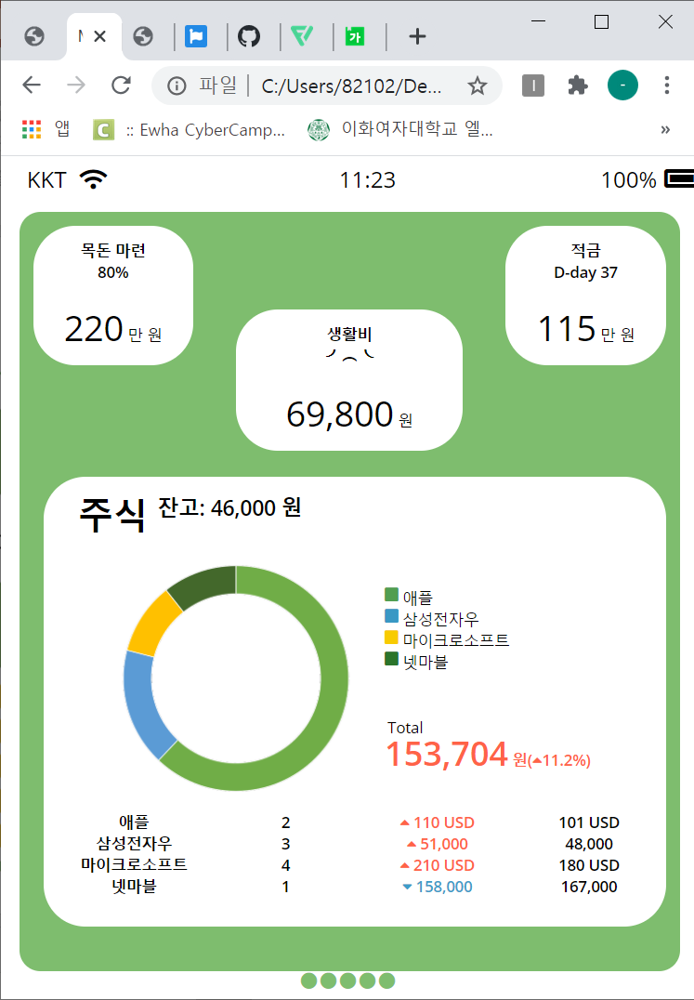 파일 C:/Users/82102/De...
앱 :: Ewha CyberCamp... 이화여자대학교 엘...
KKT 11:23 100%
목돈 마련
80%
220 만 원
적금
D-day 37
115 만 원
생활비
69,800 원
주식 잔고: 46,000 원
애플
삼성전자우
마이크로소프트
넷마블
Total
153,704 원(▲11.2%)
애플 2 ▲ 110 USD 101 USD
삼성전자우 3 ▲ 51,000 48,000
마이크로소프트 4 ▲ 210 USD 180 USD
넷마블 1 ▼ 158,000 167,000